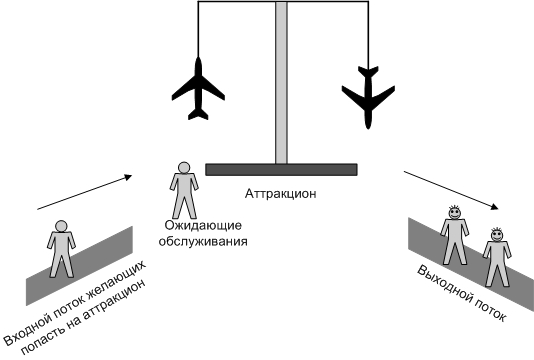 Аттракцион
Ожидающие
обслуживания
Входной поток желающих
попасть на аттракцион
Выходной поток